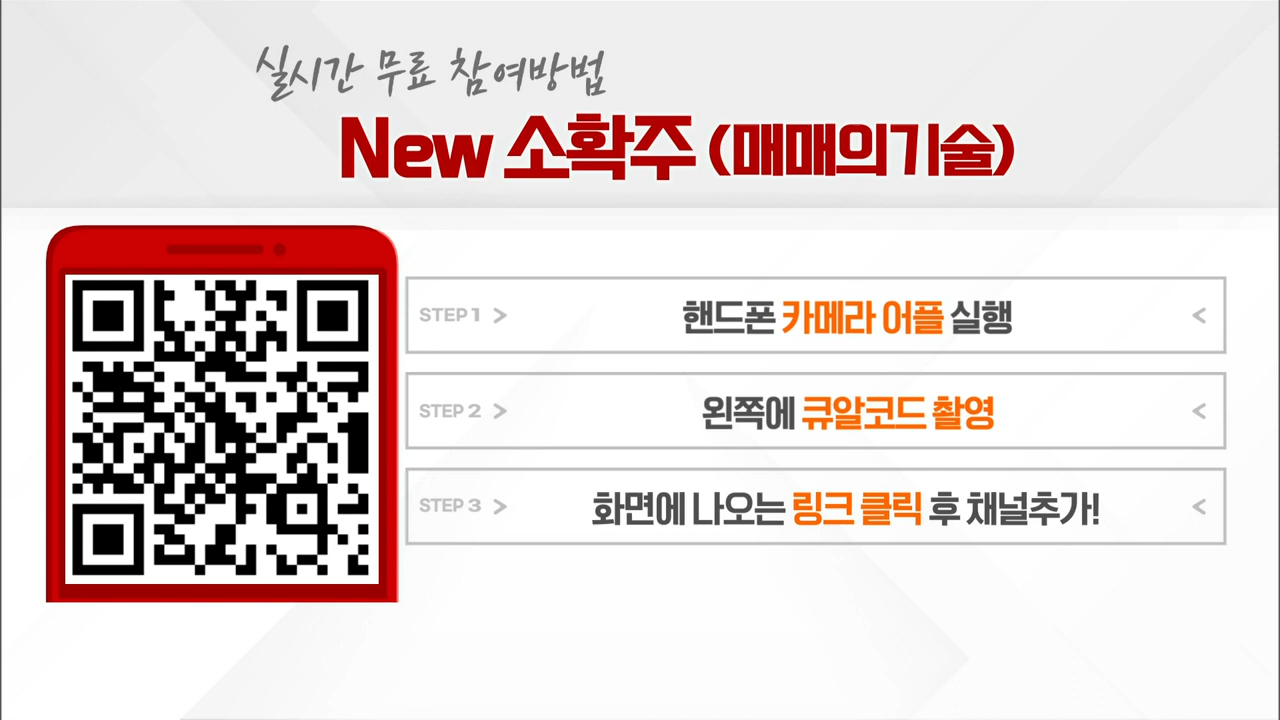 실시간 무료 참여방법
New 소확주 (매매의기술)
STEP 1 > 핸드폰 카메라 어플 실행 <
STEP 2 > 왼쪽에 큐알코드 촬영 <
STEP 3 > 화면에 나오는 링크 클릭 후 채널추가! <